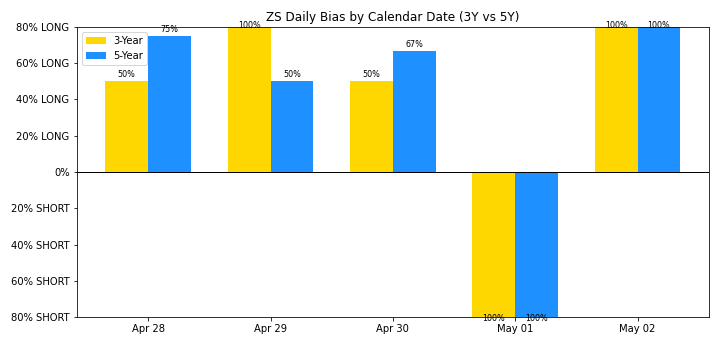 ZS Daily Bias by Calendar Date (3Y vs 5Y)
80% LONG
60% LONG
40% LONG
20% LONG
0%
20% SHORT
40% SHORT
60% SHORT
80% SHORT
3-Year
5-Year
50%
75%
100%
50%
50%
67%
100%
100%
100%
100%
Apr 28
Apr 29
Apr 30
May 01
May 02